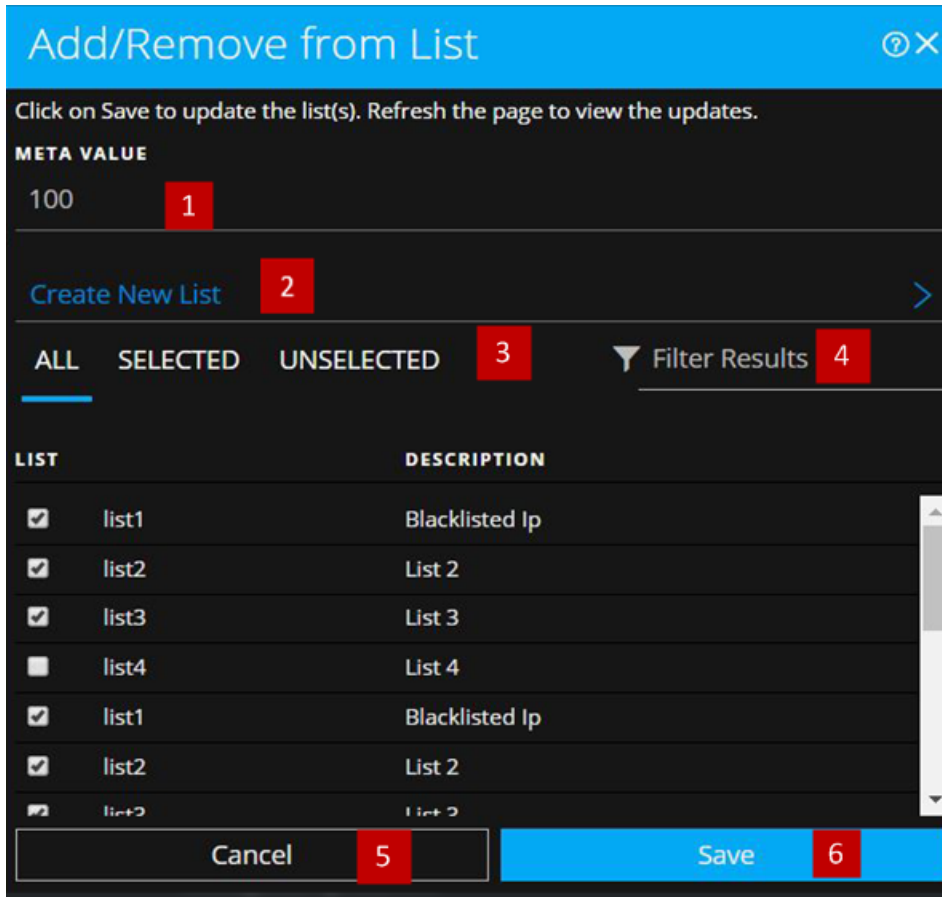 Add/Remove from List
Click on Save to update the list(s). Refresh the page to view the updates.
META VALUE
100 1
Create New List 2
ALL SELECTED UNSELECTED 3 Filter Results 4
LIST DESCRIPTION
list1 Blacklisted Ip
list2 List 2
list3 List 3
list4 List 4
list1 Blacklisted Ip
list2 List 2
list3 List 3
Cancel 5 Save 6